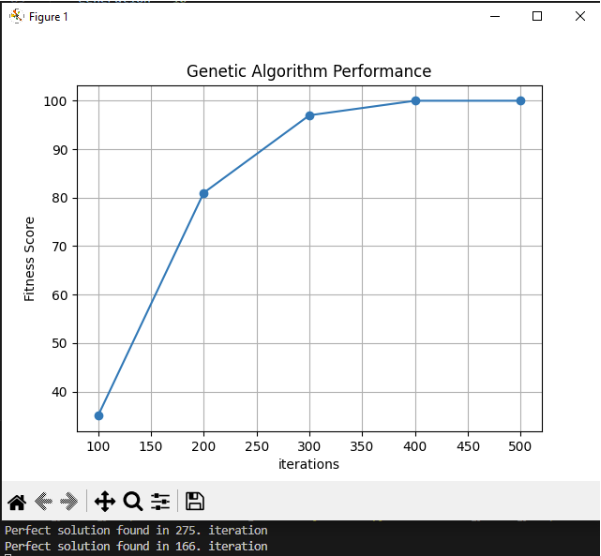 Figure 1
Genetic Algorithm Performance
100
90
80
70
60
50
40
Fitness Score
100 150 200 250 300 350 400 450 500
iterations
Perfect solution found in 275. iteration
Perfect solution found in 166. iteration